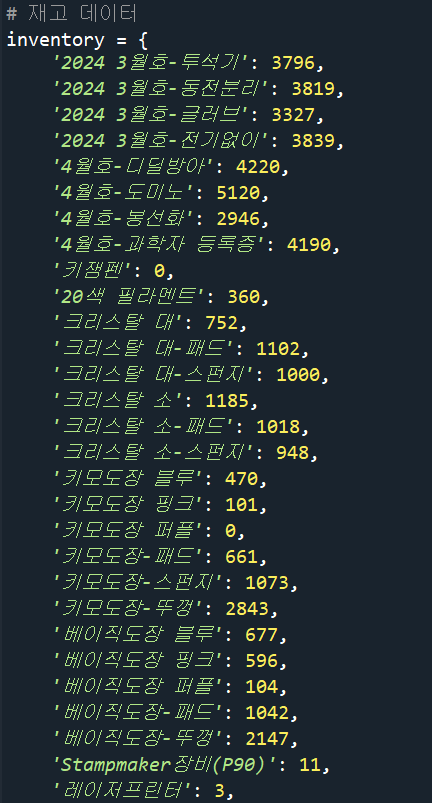 # 재고 데이터
inventory = {
'2024 3월호-투석기': 3796,
'2024 3월호-동전분리': 3819,
'2024 3월호-글러브': 3327,
'2024 3월호-전기없이': 3839,
'4월호-디딜방아': 4220,
'4월호-도미노': 5120,
'4월호-봉선화': 2946,
'4월호-과학자 등록증': 4190,
'키잼펜': 0,
'20색 필라멘트': 360,
'크리스탈 대': 752,
'크리스탈 대-패드': 1102,
'크리스탈 대-스펀지': 1000,
'크리스탈 소': 1185,
'크리스탈 소-패드': 1018,
'크리스탈 소-스펀지': 948,
'키모도장 블루': 470,
'키모도장 핑크': 101,
'키모도장 퍼플': 0,
'키모도장-패드': 661,
'키모도장-스펀지': 1073,
'키모도장-뚜껑': 2843,
'베이직도장 블루': 677,
'베이직도장 핑크': 596,
'베이직도장 퍼플': 104,
'베이직도장-패드': 1042,
'베이직도장-뚜껑': 2147,
'Stampmaker장비(P90)': 11,
'레이저프린터': 3,